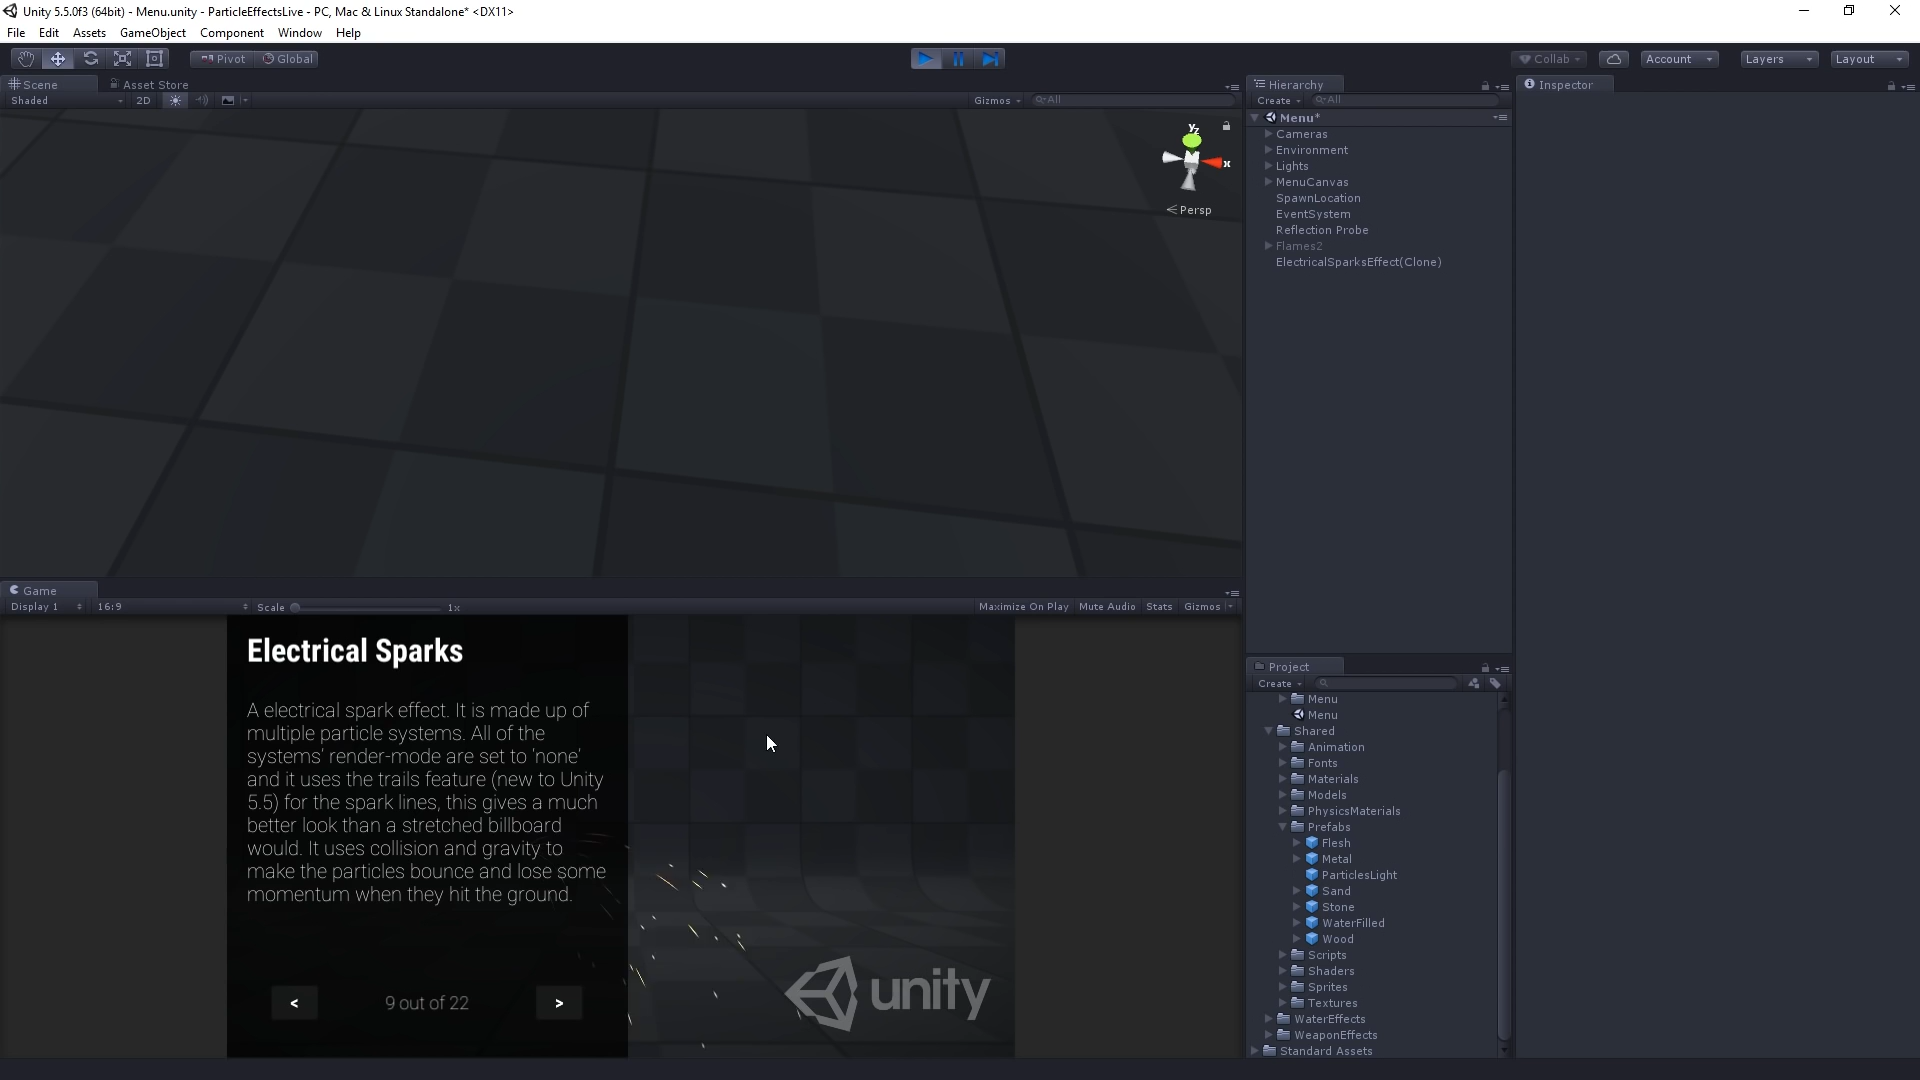 Unity 5.5.0f3 (64bit) - Menu.unity - ParticleEffectsLive - PC, Mac & Linux Standalone* <DX11>
File Edit Assets GameObject Component Window Help
Pivot Global
Collab Account Layers Layout
Scene Asset Store
Shaded 2D Gizmos All
y z
x
Persp
Hierarchy
Create All
Menu*
Cameras
Environment
Lights
MenuCanvas
SpawnLocation
EventSystem
Reflection Probe
Flames2
ElectricalSparksEffect(Clone)
Inspector
Game
Display 1 16:9 Scale 1x Maximize On Play Mute Audio Stats Gizmos
Electrical Sparks
A electrical spark effect. It is made up of
multiple particle systems. All of the
systems' render-mode are set to 'none'
and it uses the trails feature (new to Unity
5.5) for the spark lines, this gives a much
better look than a stretched billboard
would. It uses collision and gravity to
make the particles bounce and lose some
momentum when they hit the ground.
< 9 out of 22 >
unity
Project
Create
Menu
Menu
Shared
Animation
Fonts
Materials
Models
PhysicsMaterials
Prefabs
Flesh
Metal
ParticlesLight
Sand
Stone
WaterFilled
Wood
Scripts
Shaders
Sprites
Textures
WaterEffects
WeaponEffects
Standard Assets